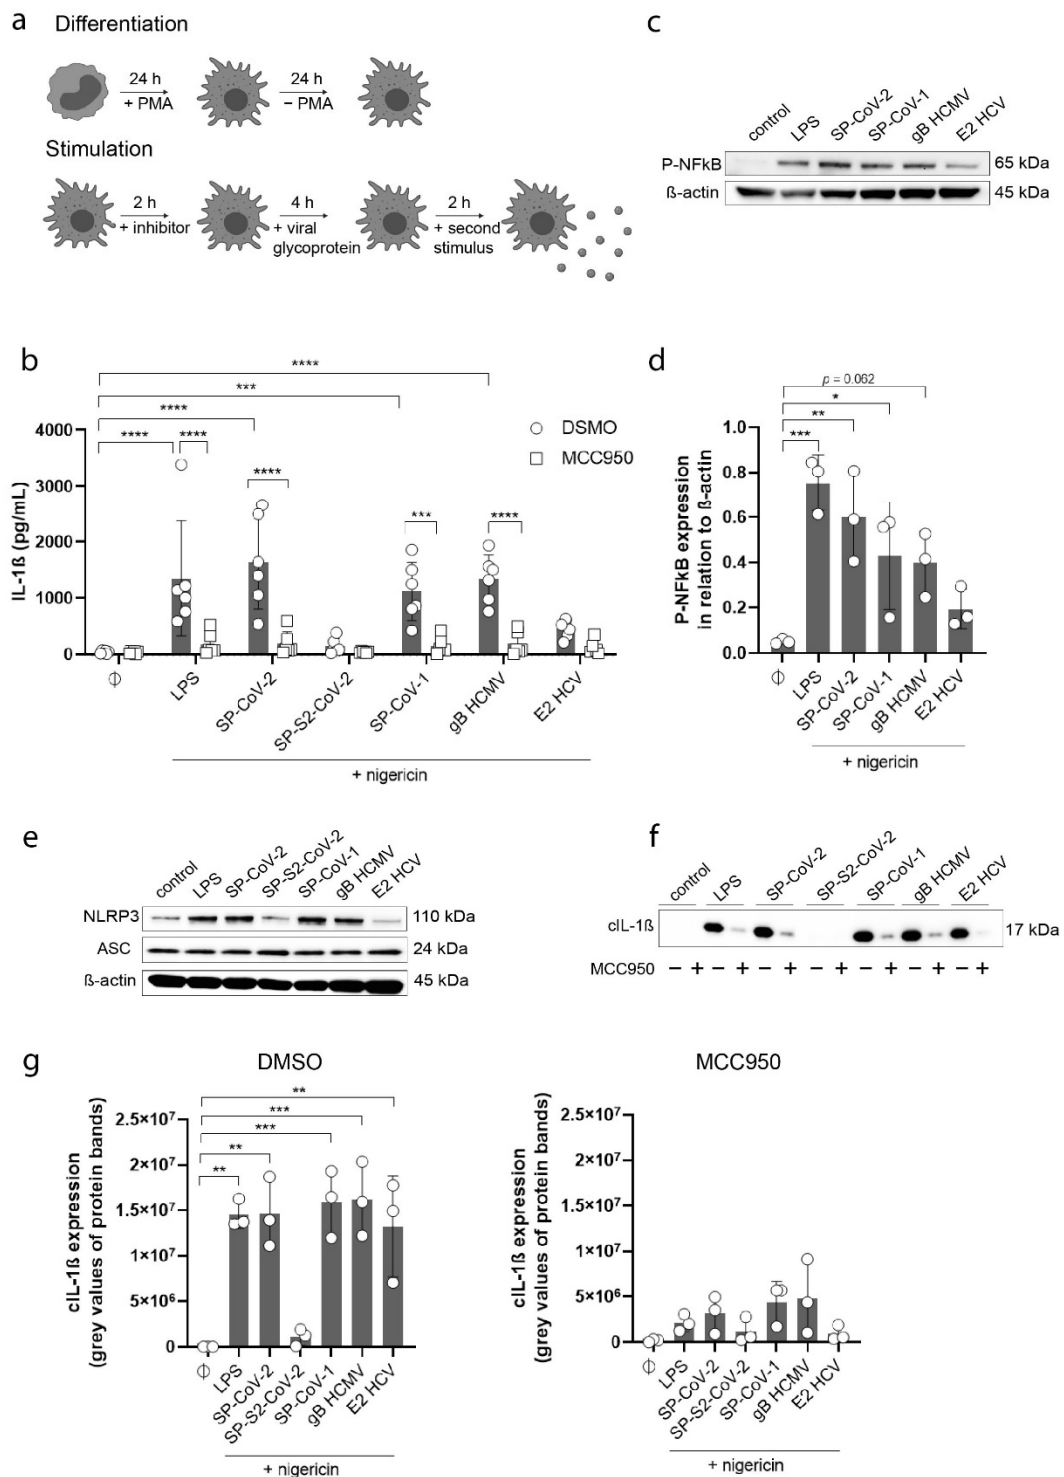 a
Differentiation
24 h
+ PMA
24 h
− PMA
Stimulation
2 h
+ inhibitor
4 h
+ viral
glycoprotein
2 h
+ second
stimulus
c
control
LPS
SP-CoV-2
SP-CoV-1
gB HCMV
E2 HCV
P-NFkB
65 kDa
ß-actin
45 kDa
b
****
***
****
****
****
****
***
****
DSMO
MCC950
IL-1ß (pg/mL)
4000
3000
2000
1000
0
Φ
LPS
SP-CoV-2
SP-S2-CoV-2
SP-CoV-1
gB HCMV
E2 HCV
+ nigericin
d
p = 0.062
*
**
***
P-NFkB expression
in relation to ß-actin
1.0
0.8
0.6
0.4
0.2
0.0
Φ
LPS
SP-CoV-2
SP-CoV-1
gB HCMV
E2 HCV
+ nigericin
e
control
LPS
SP-CoV-2
SP-S2-CoV-2
SP-CoV-1
gB HCMV
E2 HCV
NLRP3
110 kDa
ASC
24 kDa
ß-actin
45 kDa
f
control
LPS
SP-CoV-2
SP-S2-CoV-2
SP-CoV-1
gB HCMV
E2 HCV
cIL-1ß
17 kDa
MCC950 − + − + − + − + − + − + − +
g
DMSO
**
***
***
**
**
cIL-1ß expression
(grey values of protein bands)
2.5×10⁷
2×10⁷
1.5×10⁷
1×10⁷
5×10⁶
0
Φ
LPS
SP-CoV-2
SP-S2-CoV-2
SP-CoV-1
gB HCMV
E2 HCV
+ nigericin
MCC950
cIL-1ß expression
(grey values of protein bands)
2.5×10⁷
2×10⁷
1.5×10⁷
1×10⁷
5×10⁶
0
Φ
LPS
SP-CoV-2
SP-S2-CoV-2
SP-CoV-1
gB HCMV
E2 HCV
+ nigericin